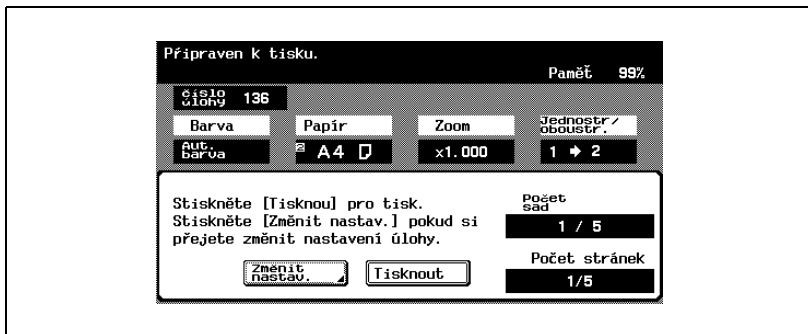 Připraven k tisku.
Paměť 99%
číslo
úlohy 136
Barva Papír Zoom Jednostr/
oboustr.
Aut.
barva 2 A4 x1.000 1 ➔ 2
Stiskněte [Tisknou] pro tisk.
Stiskněte [Změnit nastav.] pokud si
přejete změnit nastavení úlohy.
Změnit
nastav.
Tisknout
Počet
sad
1 / 5
Počet stránek
1/5